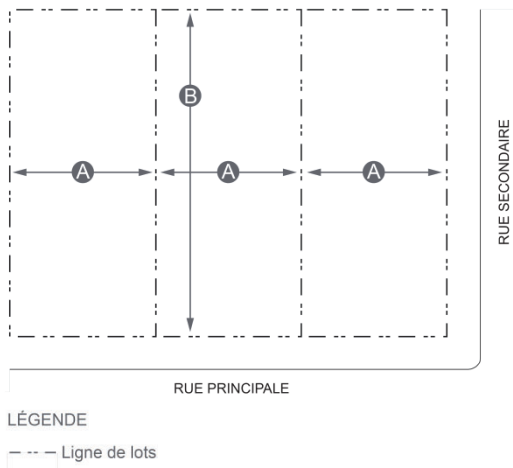 B
A A A
RUE SECONDAIRE
RUE PRINCIPALE
LÉGENDE
Ligne de lots